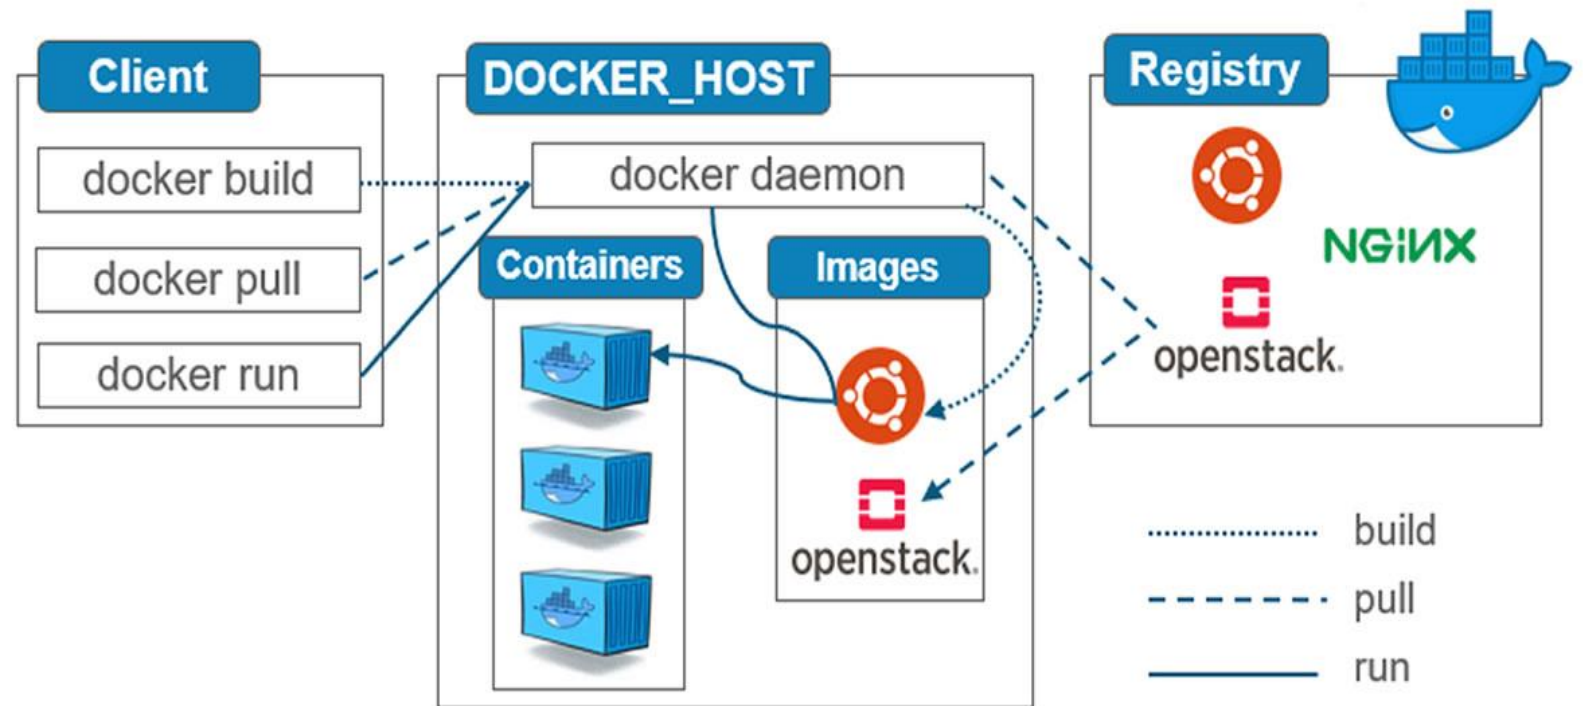 Client
docker build
docker pull
docker run
DOCKER_HOST
docker daemon
Containers
Images
openstack.
Registry
NGiNX
openstack.
build
pull
run